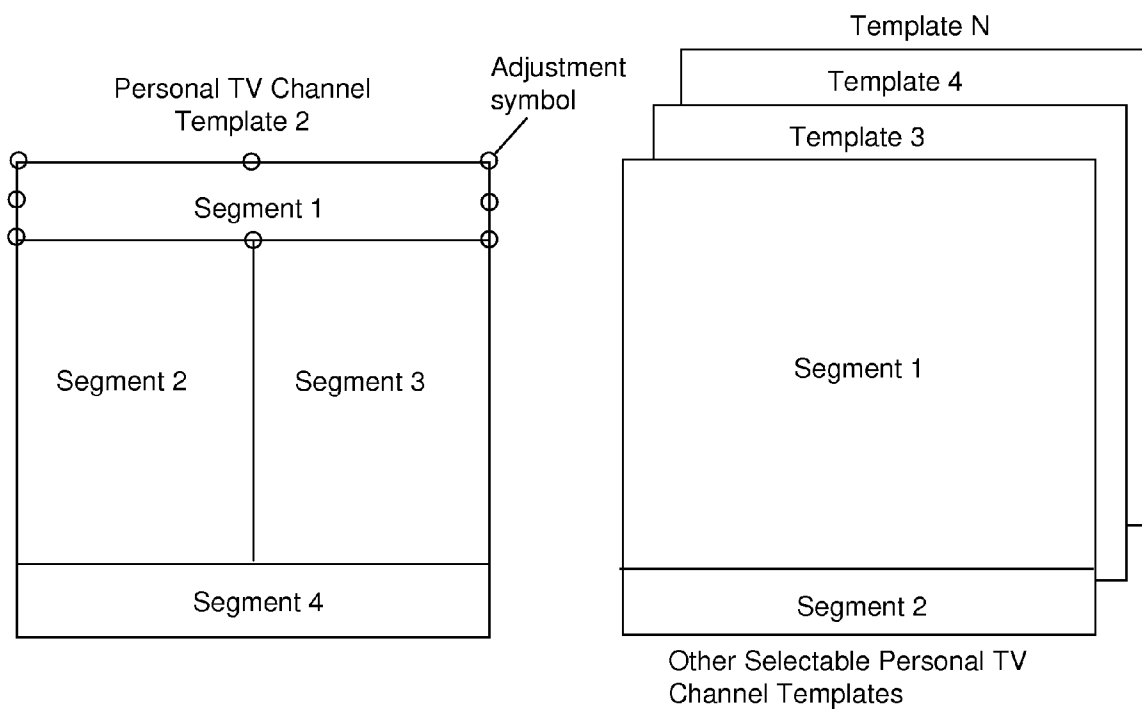 Personal TV Channel
Template 2
Adjustment
symbol
Segment 1
Segment 2
Segment 3
Segment 4
Template N
Template 4
Template 3
Segment 1
Segment 2
Other Selectable Personal TV
Channel Templates